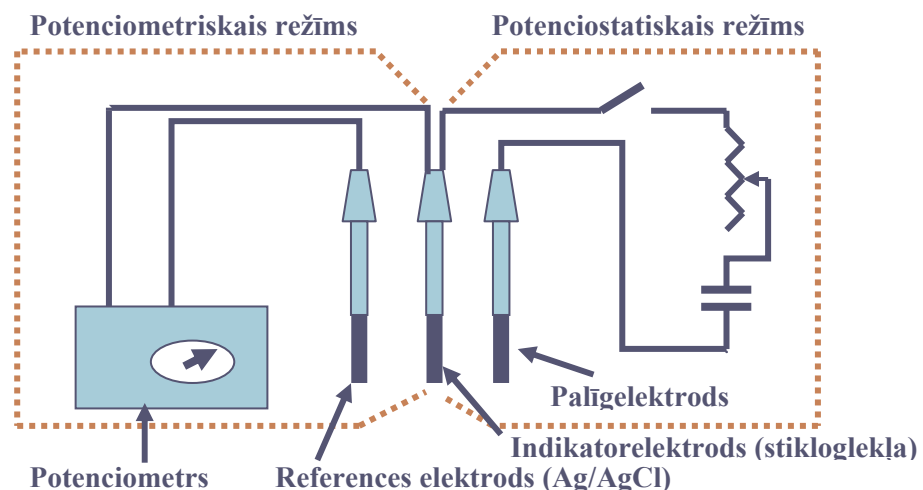 Potenciometriskais režīms
Potenciostatiskais režīms
Palīgelektrods
Indikatorelektrods (stikloglekļa)
Potenciometrs
References elektrods (Ag/AgCl)